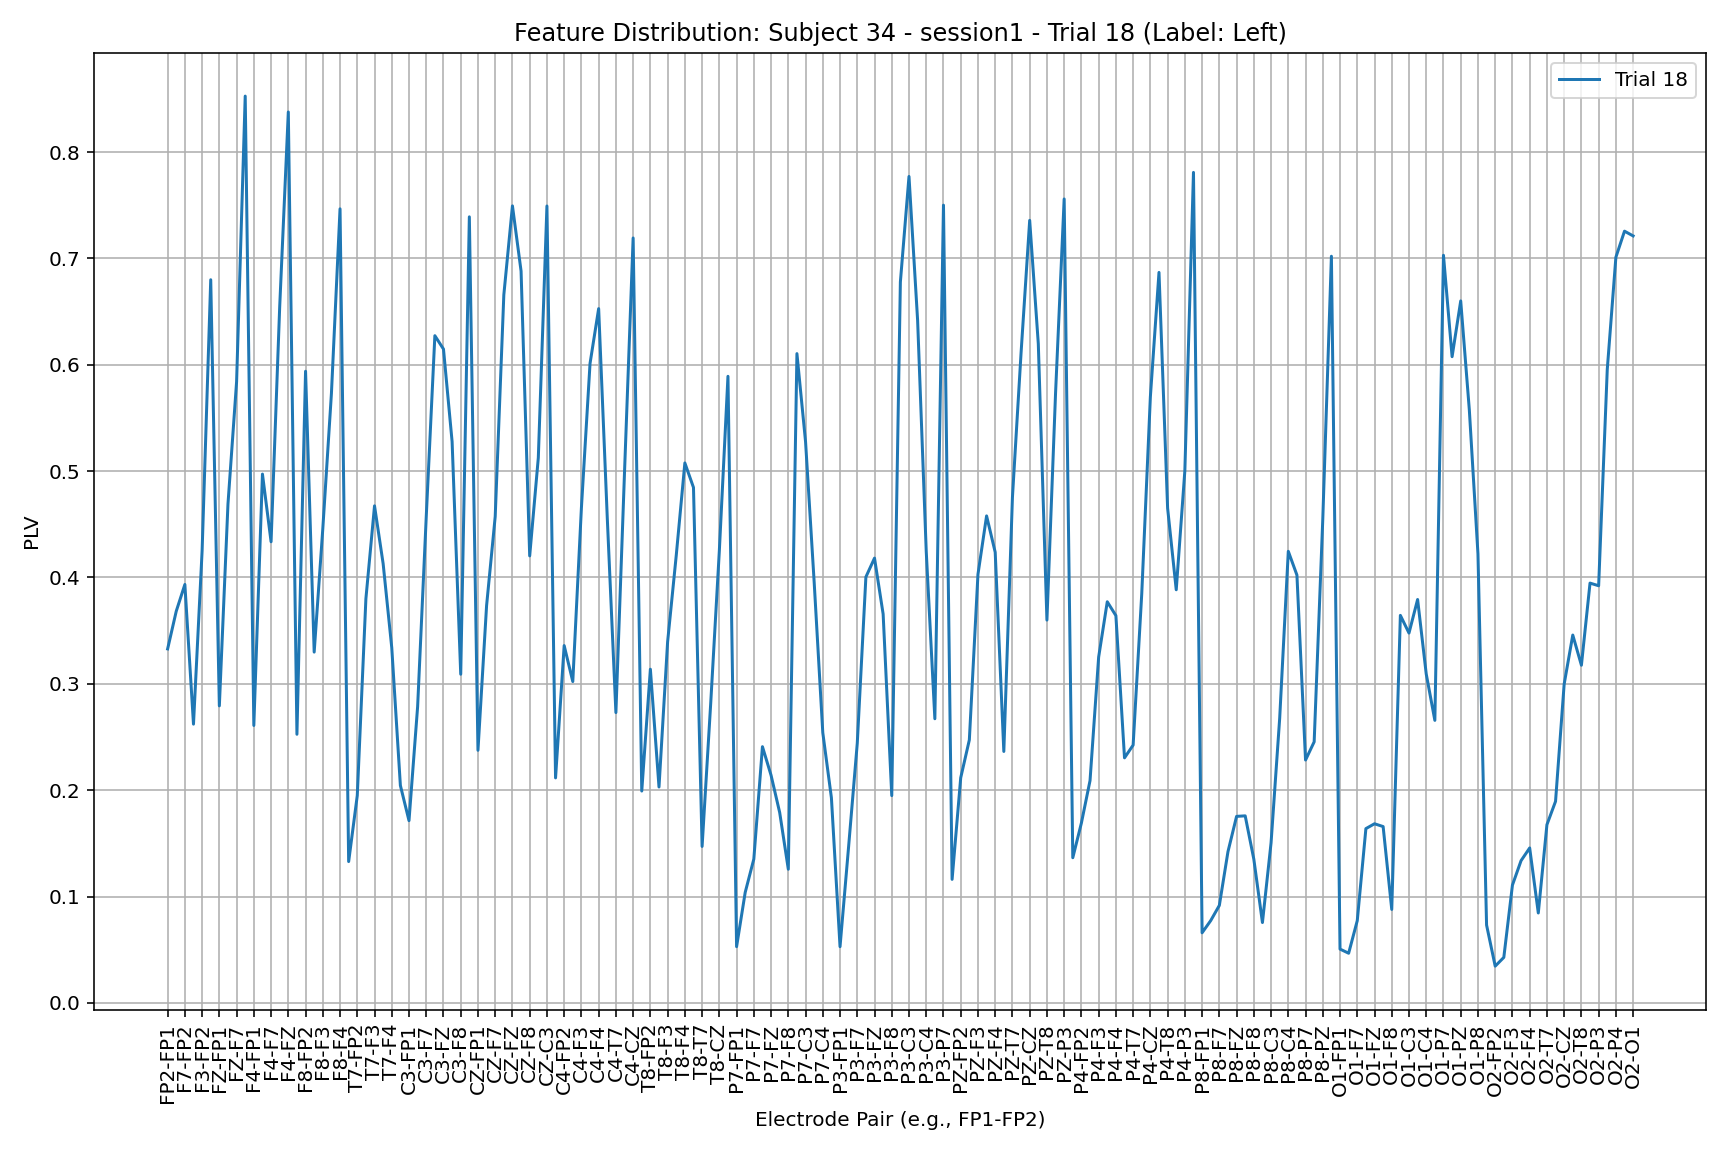 Feature Distribution: Subject 34 - session1 - Trial 18 (Label: Left)
Trial 18
PLV
0.8
0.7
0.6
0.5
0.4
0.3
0.2
0.1
0.0
FP2-FP1
F7-FP2
F3-FP2
FZ-FP1
FZ-F7
F4-FP1
F4-F7
F4-FZ
F8-FP2
F8-F3
F8-F4
T7-FP2
T7-F3
T7-F4
C3-FP1
C3-F7
C3-FZ
C3-F8
CZ-FP1
CZ-F7
CZ-FZ
CZ-F8
CZ-C3
C4-FP2
C4-F3
C4-F4
C4-T7
C4-CZ
T8-FP2
T8-F3
T8-F4
T8-T7
T8-CZ
P7-FP1
P7-F7
P7-FZ
P7-F8
P7-C3
P7-C4
P3-FP1
P3-F7
P3-FZ
P3-F8
P3-C3
P3-C4
P3-P7
PZ-FP2
PZ-F3
PZ-F4
PZ-T7
PZ-CZ
PZ-T8
PZ-P3
P4-FP2
P4-F3
P4-F4
P4-T7
P4-CZ
P4-T8
P4-P3
P8-FP1
P8-F7
P8-FZ
P8-F8
P8-C3
P8-C4
P8-P7
P8-PZ
O1-FP1
O1-F7
O1-FZ
O1-F8
O1-C3
O1-C4
O1-P7
O1-PZ
O1-P8
O2-FP2
O2-F3
O2-F4
O2-T7
O2-CZ
O2-T8
O2-P3
O2-P4
O2-O1
Electrode Pair (e.g., FP1-FP2)